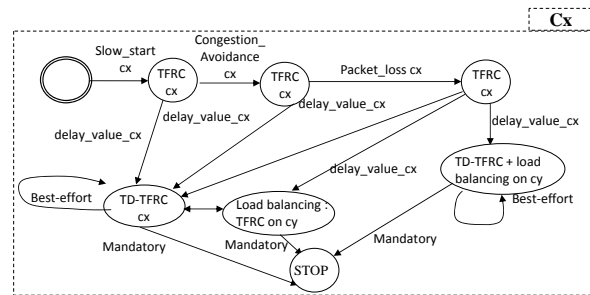 Cx
Congestion_
Avoidance
cx
Slow_start
cx
Packet_loss cx
TFRC
cx
TFRC
cx
TFRC
cx
delay_value_cx
delay_value_cx
delay_value_cx
delay_value_cx
delay_value_cx
TD-TFRC + load
balancing on cy
Best-effort
TD-TFRC
cx
Load balancing :
TFRC on cy
Best-effort
Mandatory
Mandatory
Mandatory
STOP